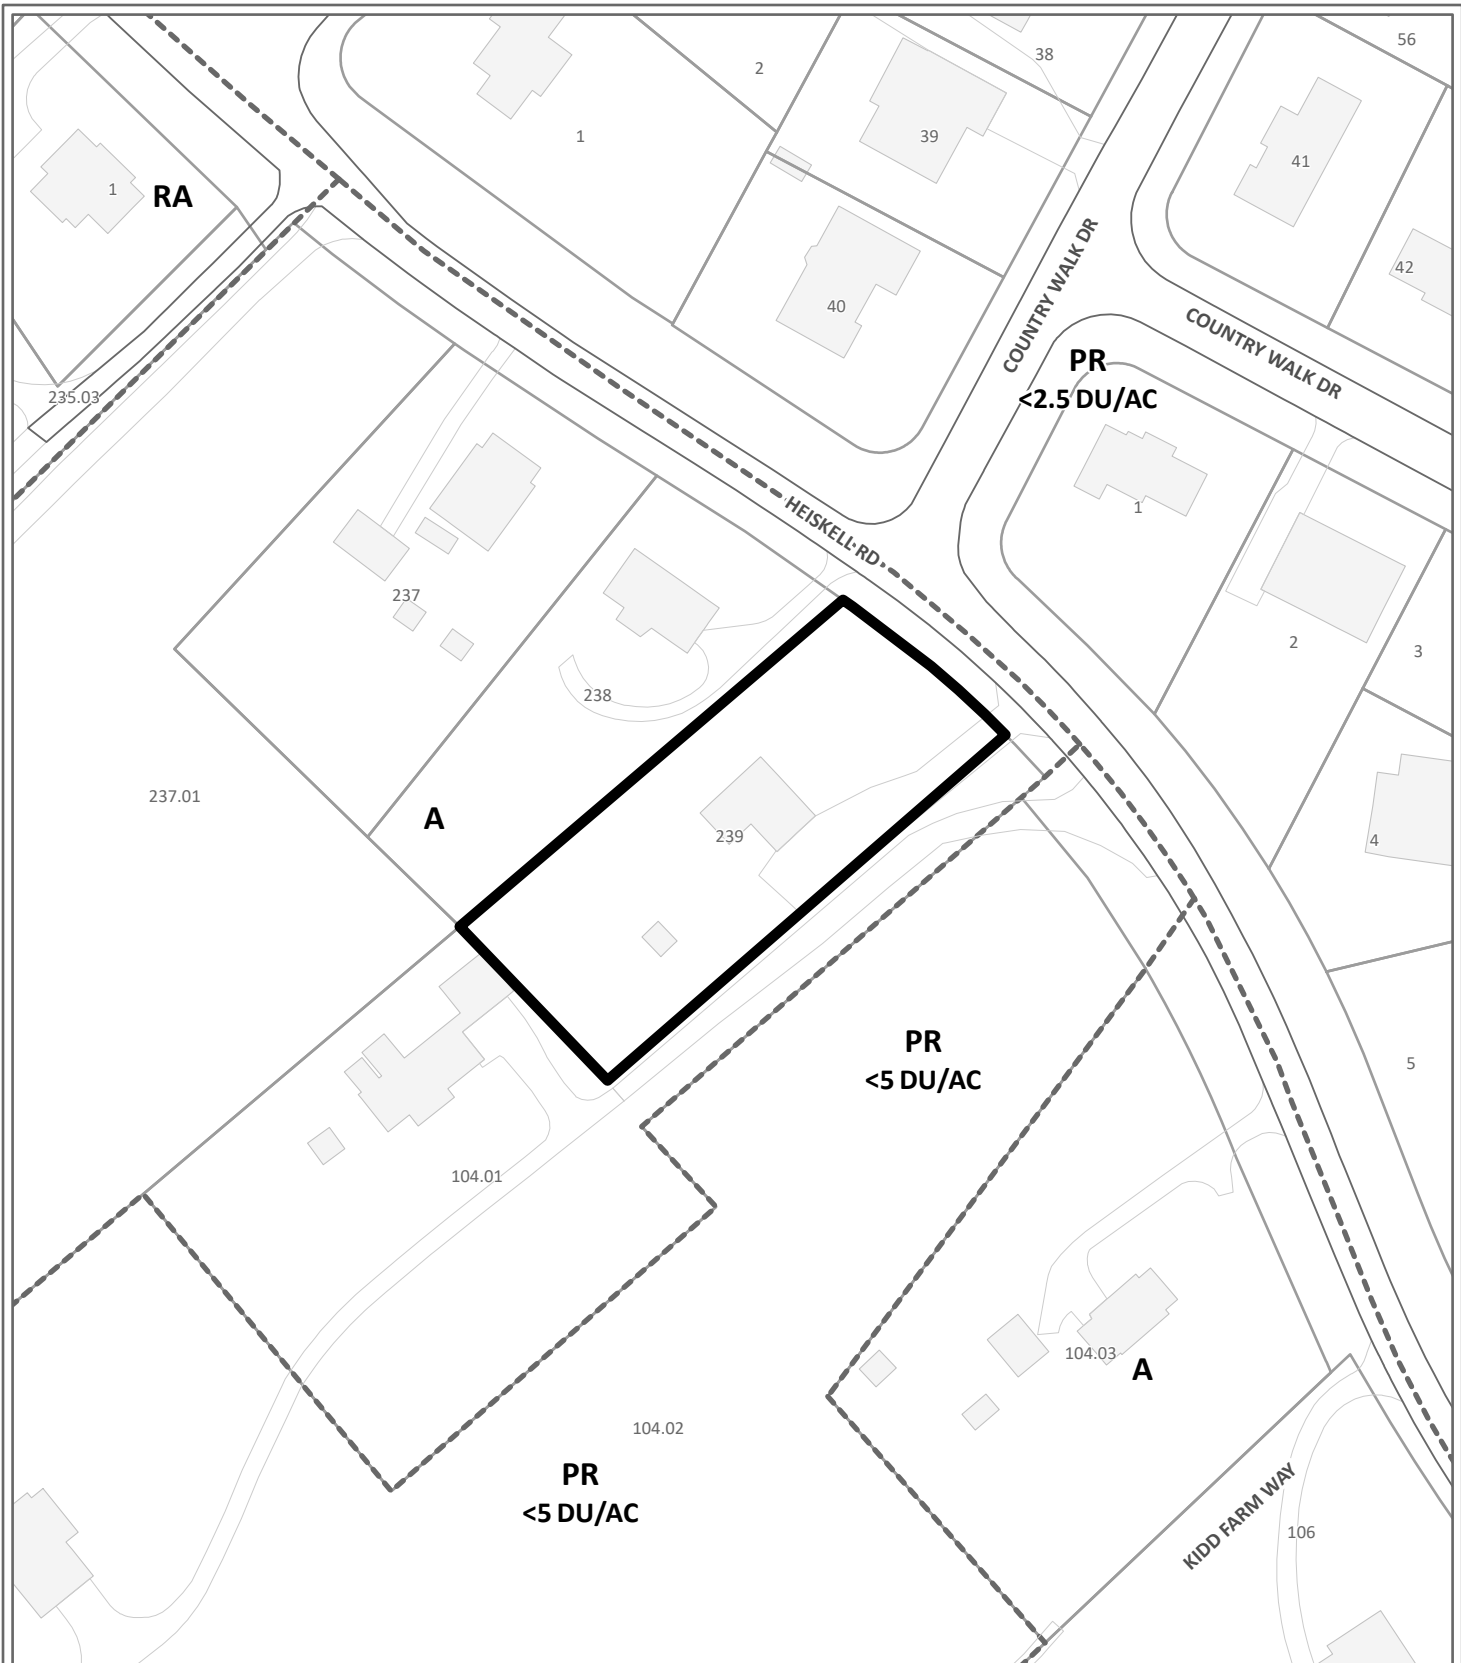 56
38
2
1
39
41
1
RA
COUNTRY WALK DR
42
40
COUNTRY WALK DR
PR
<2.5 DU/AC
235.03
HEISKELL RD
1
237
2
3
238
237.01
A
239
4
PR
<5 DU/AC
5
104.01
104.03
A
104.02
PR
<5 DU/AC
KIDD FARM WAY
106